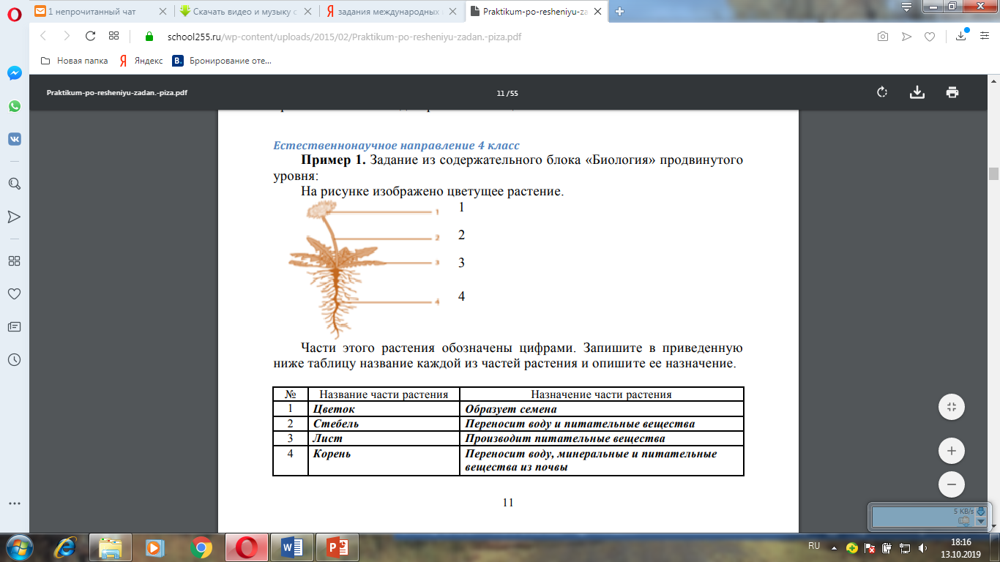 1 непрочитанный чат
Скачать видео и музыку с
задания международных
Praktikum-po-resheniyu-za
school255.ru/wp-content/uploads/2015/02/Praktikum-po-resheniyu-zadan.-piza.pdf
Новая папка
Яндекс
B. Бронирование оте...
Praktikum-po-resheniyu-zadan.-piza.pdf
11 / 55
Естественнонаучное направление 4 класс
Пример 1. Задание из содержательного блока «Биология» продвинутого
уровня:
На рисунке изображено цветущее растение.
1 1
2 2
3 3
4 4
Части этого растения обозначены цифрами. Запишите в приведенную
ниже таблицу название каждой из частей растения и опишите ее назначение.
№ Название части растения Назначение части растения
1 Цветок Образует семена
2 Стебель Переносит воду и питательные вещества
3 Лист Производит питательные вещества
4 Корень Переносит воду, минеральные и питательные
вещества из почвы
11
5 KB/s
RU
18:16
13.10.2019